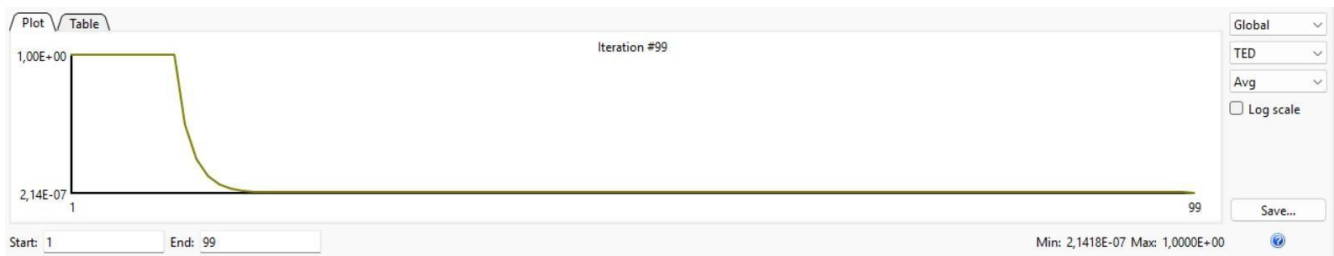 Plot Table
Global
Iteration #99
1,00E+00
TED
Avg
Log scale
2,14E-07
1 99
Save...
Start: 1 End: 99 Min: 2,1418E-07 Max: 1,0000E+00